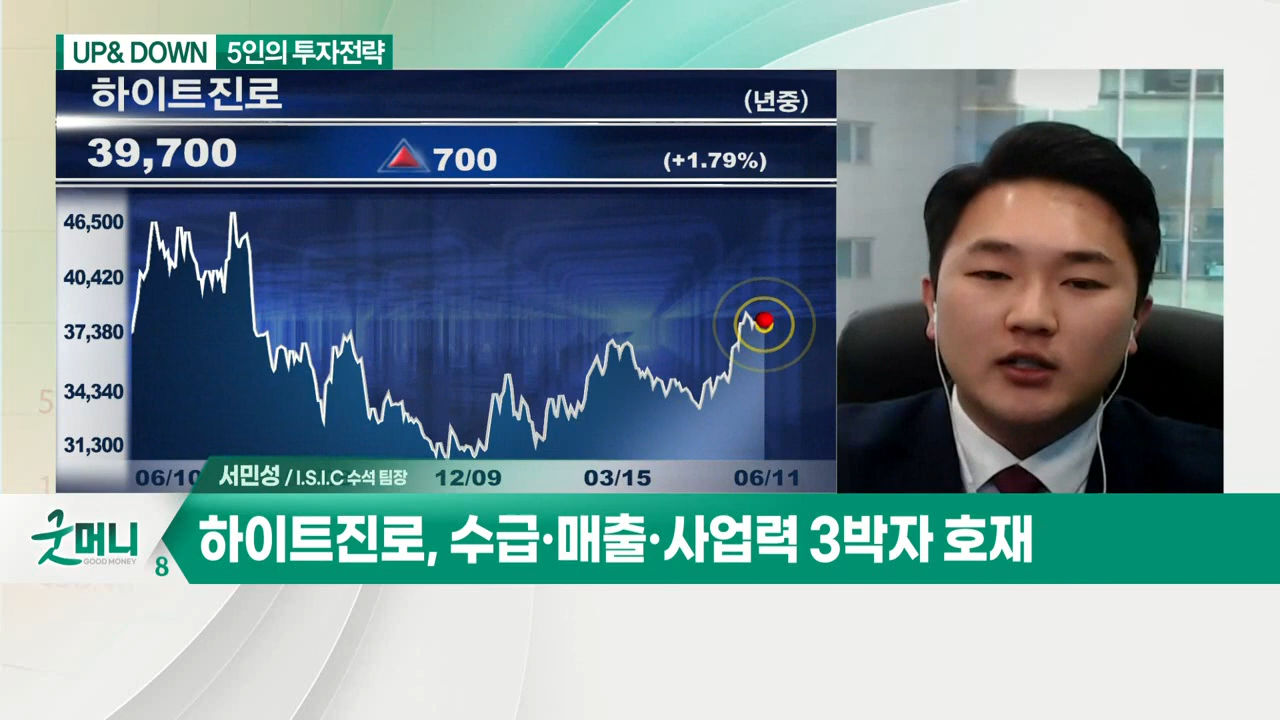 UP& DOWN 5인의 투자전략
하이트진로 (년중)
39,700 700 (+1.79%)
46,500
40,420
37,380
34,340
31,300
06/10 12/09 03/15 06/11
서민성 / I.S.I.C 수석 팀장
굿머니
GOOD MONEY
8
하이트진로, 수급·매출·사업력 3박자 호재